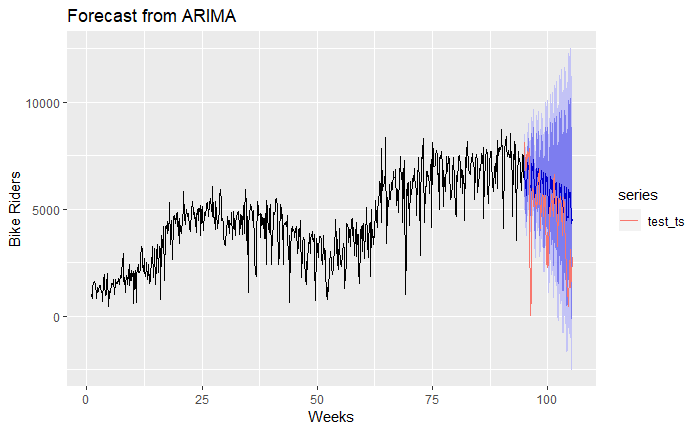 Forecast from ARIMA
Bike Riders
10000
5000
0
0
25
50
75
100
Weeks
series
test_ts